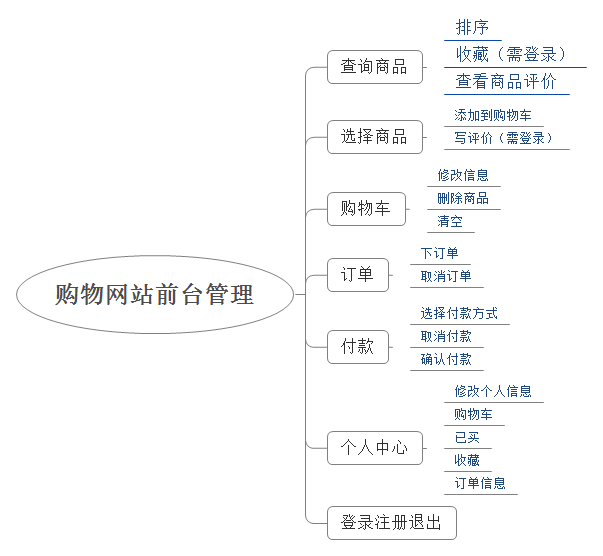 购物网站前台管理
查询商品
排序
收藏（需登录）
查看商品评价
选择商品
添加到购物车
写评价（需登录）
购物车
修改信息
删除商品
清空
订单
下订单
取消订单
付款
选择付款方式
取消付款
确认付款
个人中心
修改个人信息
购物车
已买
收藏
订单信息
登录注册退出